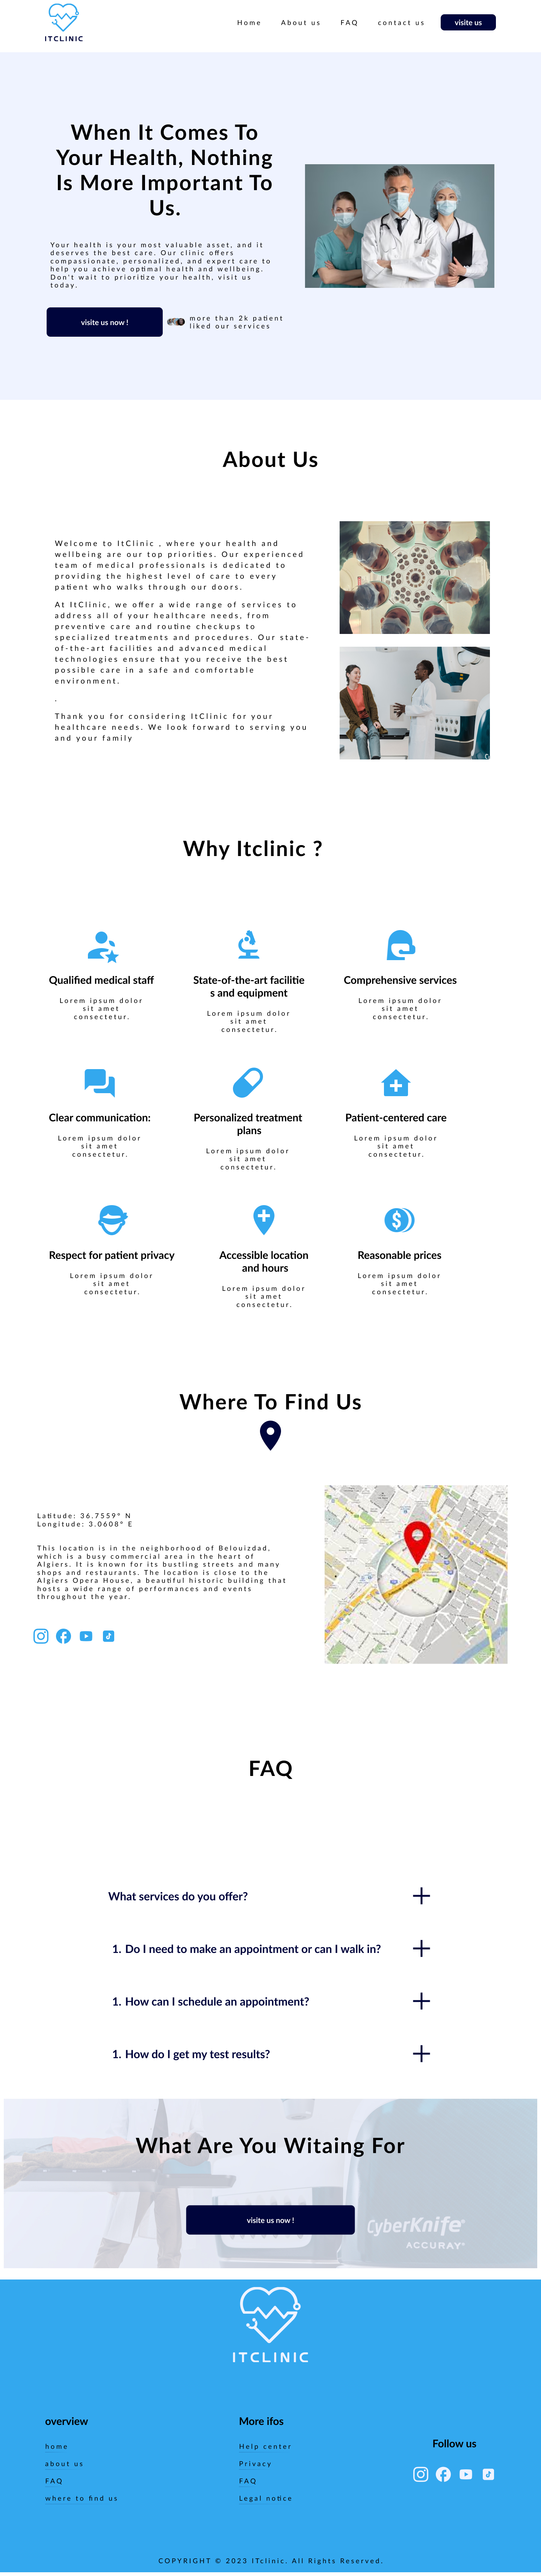 ITCLINIC
Home About us FAQ contact us visite us
When It Comes To
Your Health, Nothing
Is More Important To
Us.
Your health is your most valuable asset, and it
deserves the best care. Our clinic offers
compassionate, personalized, and expert care to
help you achieve optimal health and wellbeing.
Don't wait to prioritize your health, visit us
today.
visite us now !
more than 2k patient
liked our services
About Us
Welcome to ItClinic , where your health and
wellbeing are our top priorities. Our experienced
team of medical professionals is dedicated to
providing the highest level of care to every
patient who walks through our doors.
At ItClinic, we offer a wide range of services to
address all of your healthcare needs, from
preventive care and routine checkups to
specialized treatments and procedures. Our state-
of-the-art facilities and advanced medical
technologies ensure that you receive the best
possible care in a safe and comfortable
environment.
.
Thank you for considering ItClinic for your
healthcare needs. We look forward to serving you
and your family
Why Itclinic ?
Qualified medical staff
Lorem ipsum dolor
sit amet
consectetur.
State-of-the-art facilitie
s and equipment
Lorem ipsum dolor
sit amet
consectetur.
Comprehensive services
Lorem ipsum dolor
sit amet
consectetur.
Clear communication:
Lorem ipsum dolor
sit amet
consectetur.
Personalized treatment
plans
Lorem ipsum dolor
sit amet
consectetur.
Patient-centered care
Lorem ipsum dolor
sit amet
consectetur.
Respect for patient privacy
Lorem ipsum dolor
sit amet
consectetur.
Accessible location
and hours
Lorem ipsum dolor
sit amet
consectetur.
Reasonable prices
Lorem ipsum dolor
sit amet
consectetur.
Where To Find Us
Latitude: 36.7559° N
Longitude: 3.0608° E
This location is in the neighborhood of Belouizdad,
which is a busy commercial area in the heart of
Algiers. It is known for its bustling streets and many
shops and restaurants. The location is close to the
Algiers Opera House, a beautiful historic building that
hosts a wide range of performances and events
throughout the year.
FAQ
What services do you offer?
1. Do I need to make an appointment or can I walk in?
1. How can I schedule an appointment?
1. How do I get my test results?
What Are You Witaing For
visite us now !
CyberKnife®
ACCURAY®
ITCLINIC
overview
home
about us
FAQ
where to find us
More ifos
Help center
Privacy
FAQ
Legal notice
Follow us
COPYRIGHT © 2023 ITclinic. All Rights Reserved.